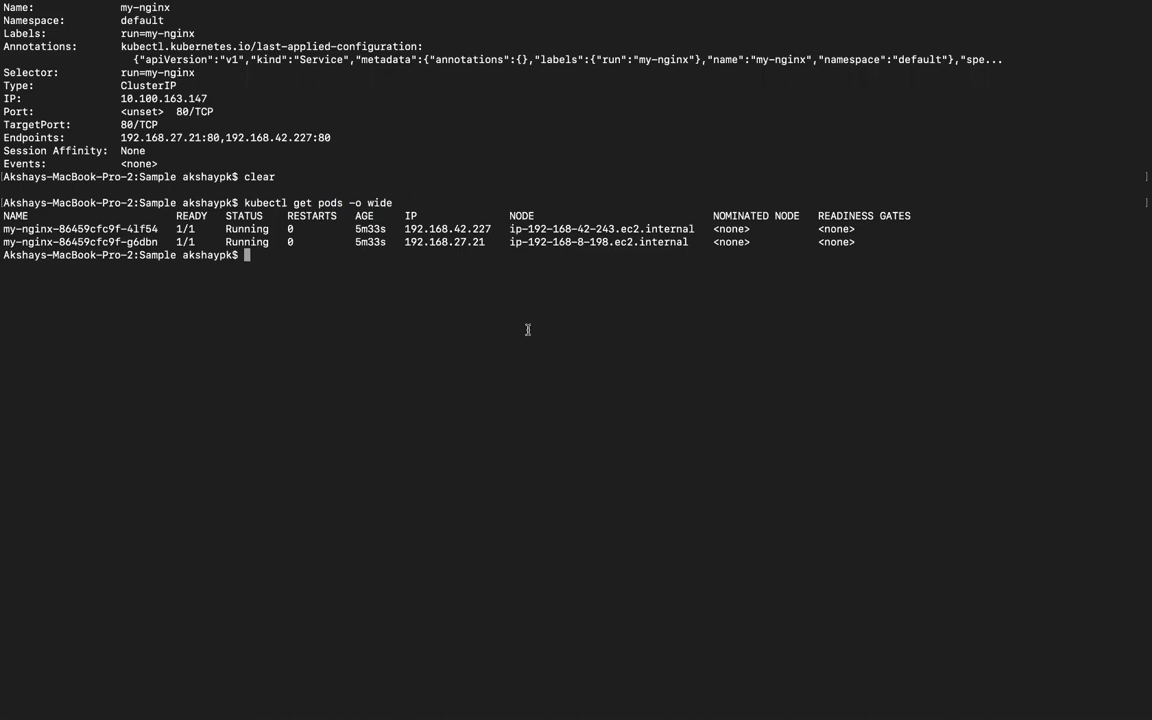 Name:              my-nginx
Namespace:         default
Labels:            run=my-nginx
Annotations:       kubectl.kubernetes.io/last-applied-configuration:
                     {"apiVersion":"v1","kind":"Service","metadata":{"annotations":{},"labels":{"run":"my-nginx"},"name":"my-nginx","namespace":"default"},"spe...
Selector:          run=my-nginx
Type:              ClusterIP
IP:                10.100.163.147
Port:              <unset>  80/TCP
TargetPort:        80/TCP
Endpoints:         192.168.27.21:80,192.168.42.227:80
Session Affinity:  None
Events:            <none>
[Akshays-MacBook-Pro-2:Sample akshaypk$ clear ]
[Akshays-MacBook-Pro-2:Sample akshaypk$ kubectl get pods -o wide ]
NAME                        READY   STATUS    RESTARTS   AGE     IP               NODE                            NOMINATED NODE   READINESS GATES
my-nginx-86459cfc9f-4lf54   1/1     Running   0          5m33s   192.168.42.227   ip-192-168-42-243.ec2.internal   <none>           <none>
my-nginx-86459cfc9f-g6dbn   1/1     Running   0          5m33s   192.168.27.21    ip-192-168-8-198.ec2.internal    <none>           <none>
Akshays-MacBook-Pro-2:Sample akshaypk$